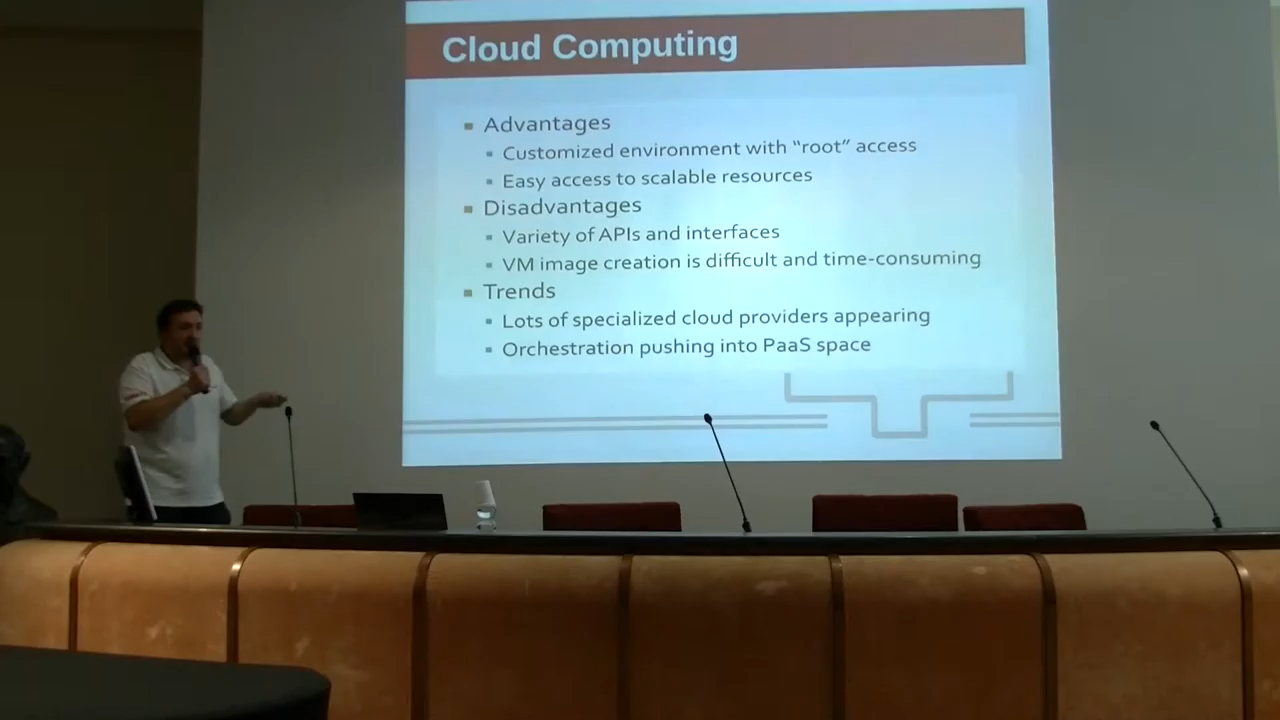 Cloud Computing
Advantages
Customized environment with “root” access
Easy access to scalable resources
Disadvantages
Variety of APIs and interfaces
VM image creation is difficult and time-consuming
Trends
Lots of specialized cloud providers appearing
Orchestration pushing into PaaS space